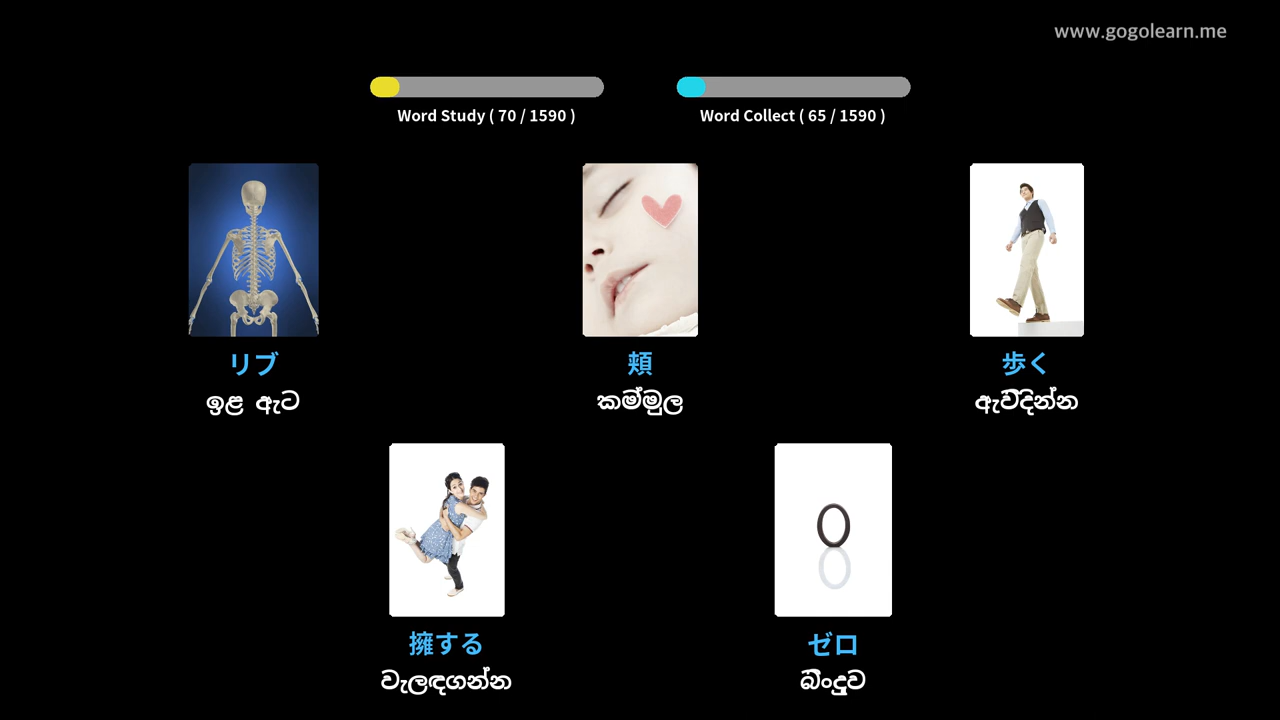 www.gogolearn.me
Word Study ( 70 / 1590 )
Word Collect ( 65 / 1590 )
リブ
ඉළ ඇට
頬
කම්මුල
歩く
ඇවිදින්න
擁する
වැලඳගන්න
ゼロ
බිංදුව